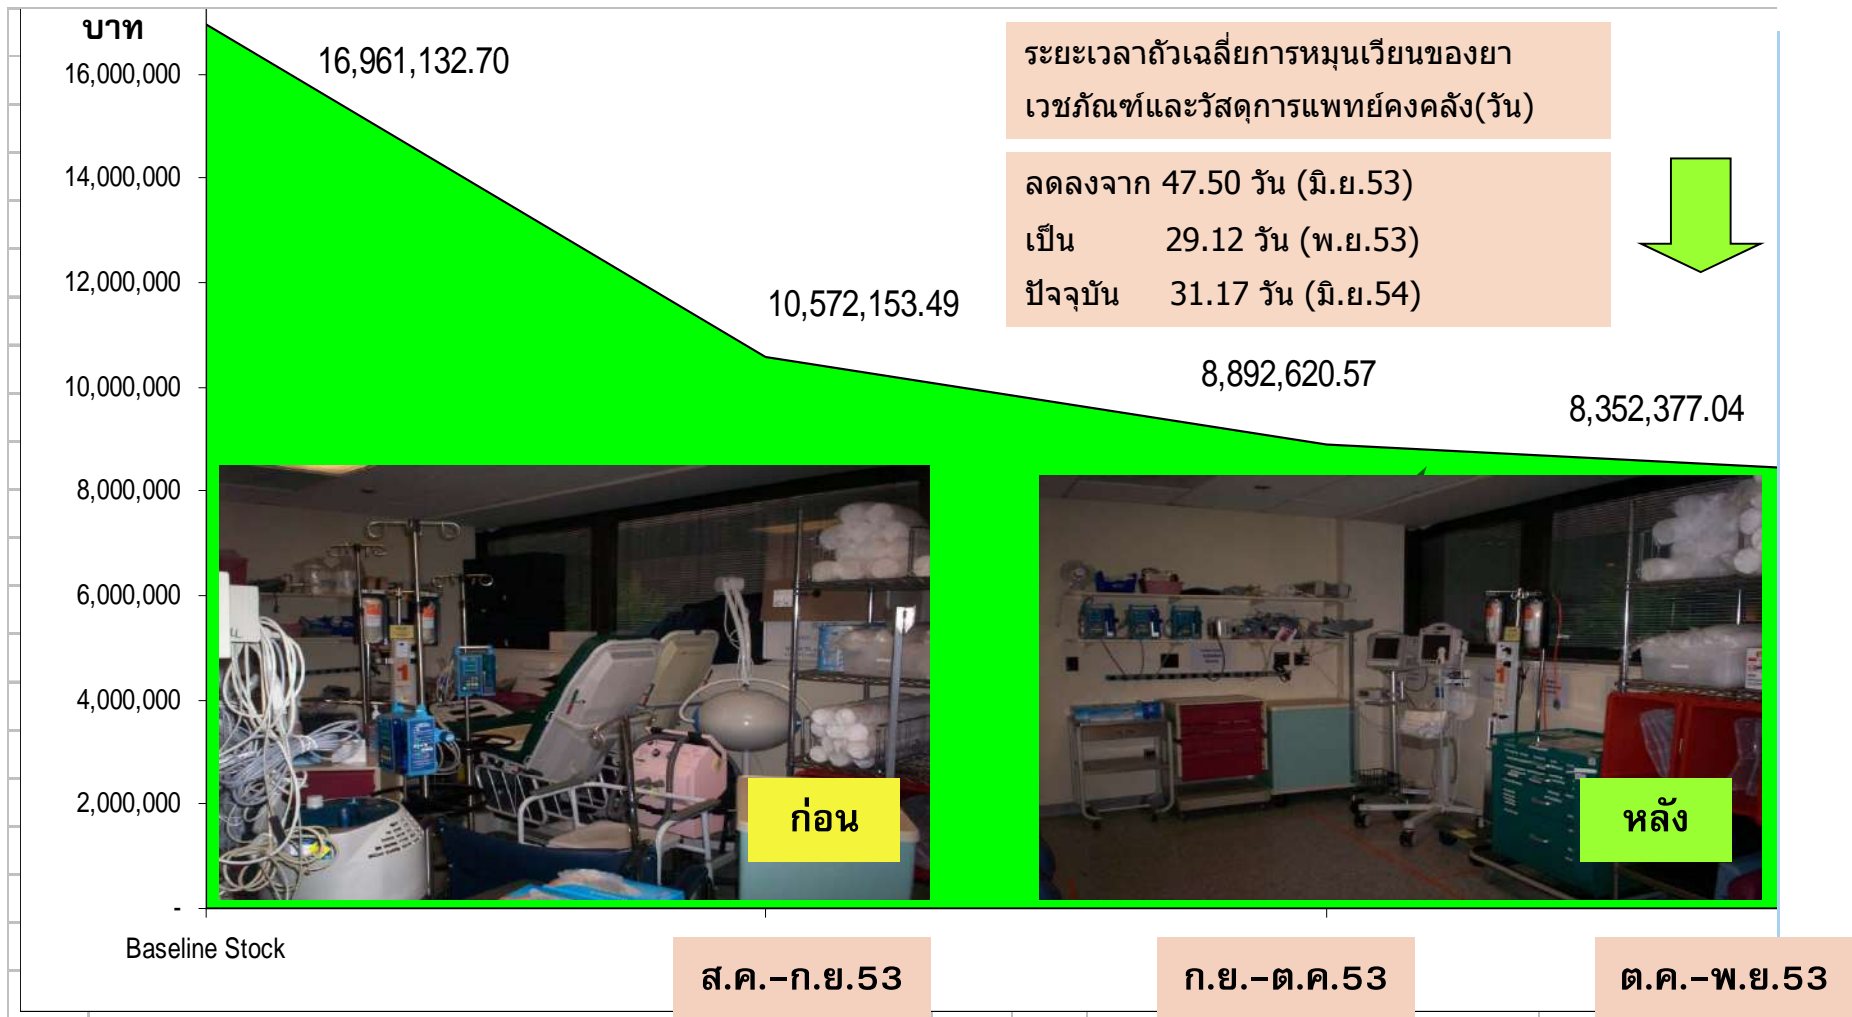 บาท
16,000,000
14,000,000
12,000,000
10,000,000
8,000,000
6,000,000
4,000,000
2,000,000
-
16,961,132.70
10,572,153.49
8,892,620.57
8,352,377.04
ระยะเวลาถัวเฉลี่ยการหมุนเวียนของยา
เวชภัณฑ์และวัสดุการแพทย์คงคลัง(วัน)
ลดลงจาก 47.50 วัน (มิ.ย.53)
เป็น 29.12 วัน (พ.ย.53)
ปัจจุบัน 31.17 วัน (มิ.ย.54)
ก่อน
หลัง
Baseline Stock
ส.ค.-ก.ย.53
ก.ย.-ต.ค.53
ต.ค.-พ.ย.53